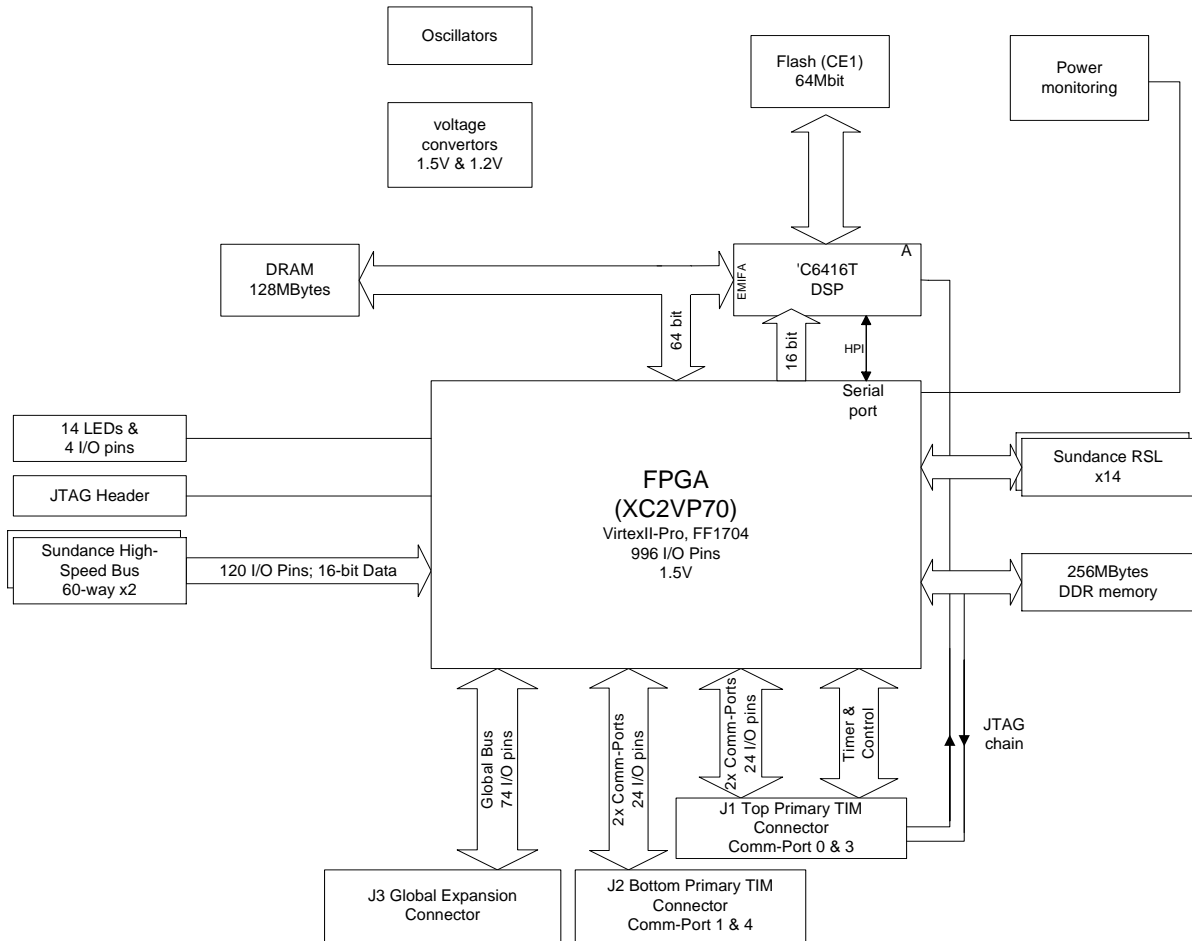 Oscillators
Flash (CE1)
64Mbit
Power
monitoring
voltage
convertors
1.5V & 1.2V
DRAM
128MBytes
EMIFA
A
'C6416T
DSP
64 bit
16 bit
HPI
Serial
port
14 LEDs &
4 I/O pins
JTAG Header
Sundance High-
Speed Bus
60-way x2
120 I/O Pins; 16-bit Data
FPGA
(XC2VP70)
VirtexII-Pro, FF1704
996 I/O Pins
1.5V
Sundance RSL
x14
256MBytes
DDR memory
Global Bus
74 I/O pins
2x Comm-Ports
24 I/O pins
2x Comm-Ports
24 I/O pins
Timer &
Control
JTAG
chain
J1 Top Primary TIM
Connector
Comm-Port 0 & 3
J3 Global Expansion
Connector
J2 Bottom Primary TIM
Connector
Comm-Port 1 & 4